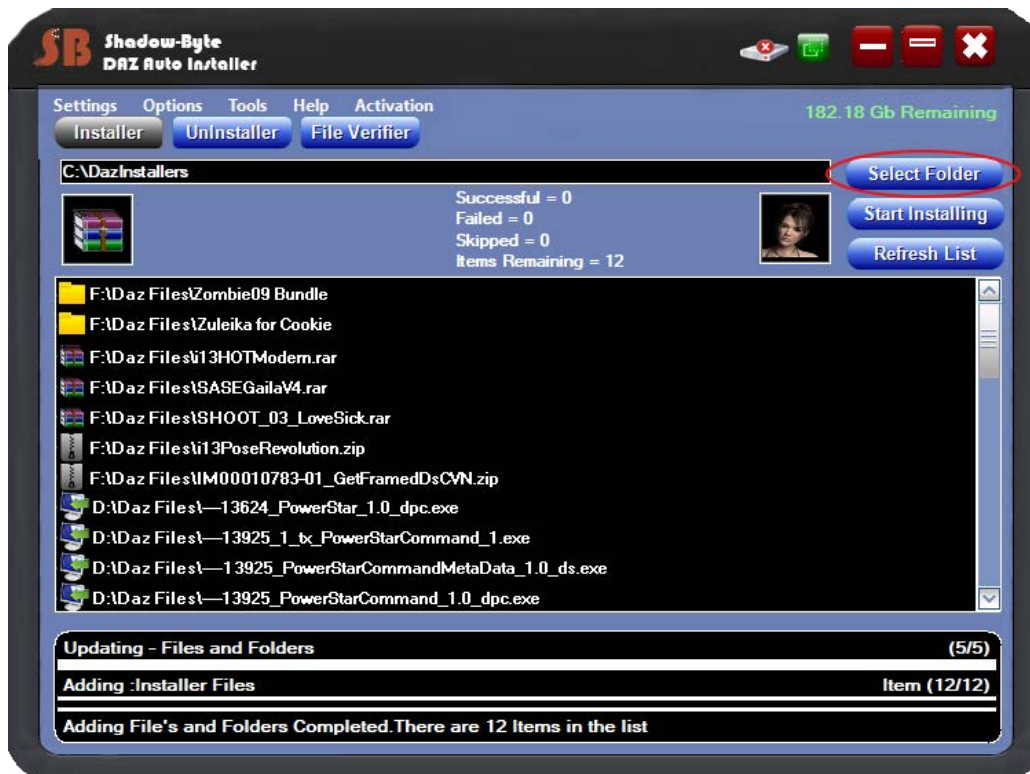 SB
Shadow-Byte
DAZ Auto Installer
Settings Options Tools Help Activation
182.18 Gb Remaining
Installer UnInstaller File Verifier
C:\DazInstallers
Select Folder
Successful = 0
Failed = 0
Skipped = 0
Items Remaining = 12
Start Installing
Refresh List
F:\Daz Files\Zombie09 Bundle
F:\Daz Files\Zuleika for Cookie
F:\Daz Files\i13HOTModern.rar
F:\Daz Files\SASEGailaV4.rar
F:\Daz Files\SHOOT_03_LoveSick.rar
F:\Daz Files\i13PoseRevolution.zip
F:\Daz Files\IM00010783-01_GetFramedDsCVN.zip
D:\Daz Files\—13624_PowerStar_1.0_dpc.exe
D:\Daz Files\—13925_1_tx_PowerStarCommand_1.exe
D:\Daz Files\—13925_PowerStarCommandMetaData_1.0_ds.exe
D:\Daz Files\—13925_PowerStarCommand_1.0_dpc.exe
Updating - Files and Folders (5/5)
Adding :Installer Files Item (12/12)
Adding File's and Folders Completed.There are 12 Items in the list